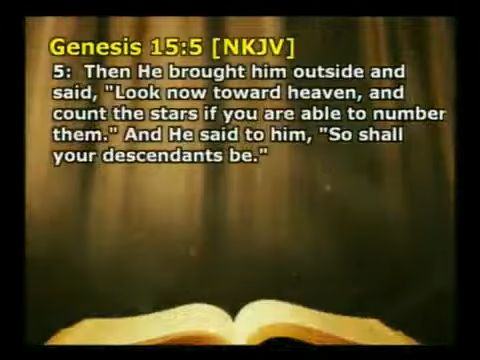 Genesis 15:5 [NKJV]
5:  Then He brought him outside and
said, "Look now toward heaven, and
count the stars if you are able to number
them." And He said to him, "So shall
your descendants be."